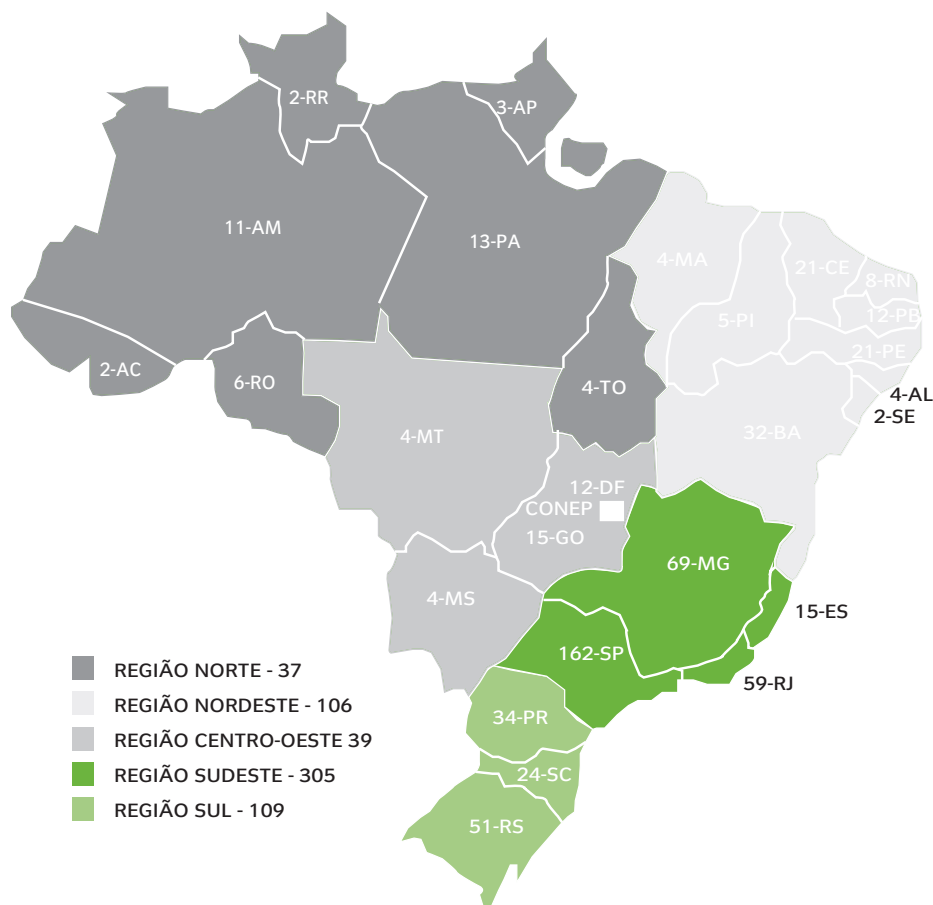 2-RR
3-AP
11-AM
13-PA
4-MA
21-CE
8-RN
5-PI
12-PB
21-PE
2-AC
6-RO
4-TO
4-AL
2-SE
4-MT
32-BA
12-DF
CONEP
15-GO
69-MG
4-MS
15-ES
162-SP
59-RJ
34-PR
24-SC
51-RS
REGIÃO NORTE - 37
REGIÃO NORDESTE - 106
REGIÃO CENTRO-OESTE 39
REGIÃO SUDESTE - 305
REGIÃO SUL - 109